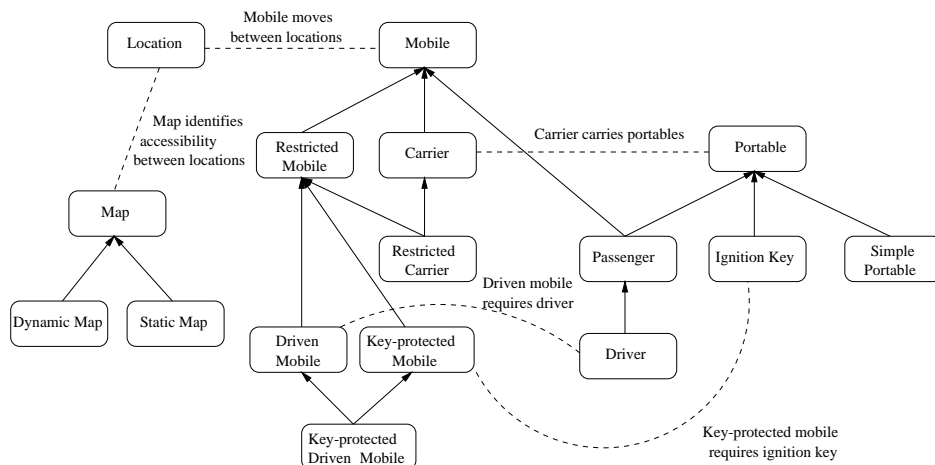 Mobile moves
between locations
Location
Mobile
Map identifies
accessibility
between locations
Restricted
Mobile
Carrier
Carrier carries portables
Portable
Map
Restricted
Carrier
Passenger
Ignition Key
Simple
Portable
Driven mobile
requires driver
Dynamic Map
Static Map
Driven
Mobile
Key-protected
Mobile
Driver
Key-protected
Driven Mobile
Key-protected mobile
requires ignition key